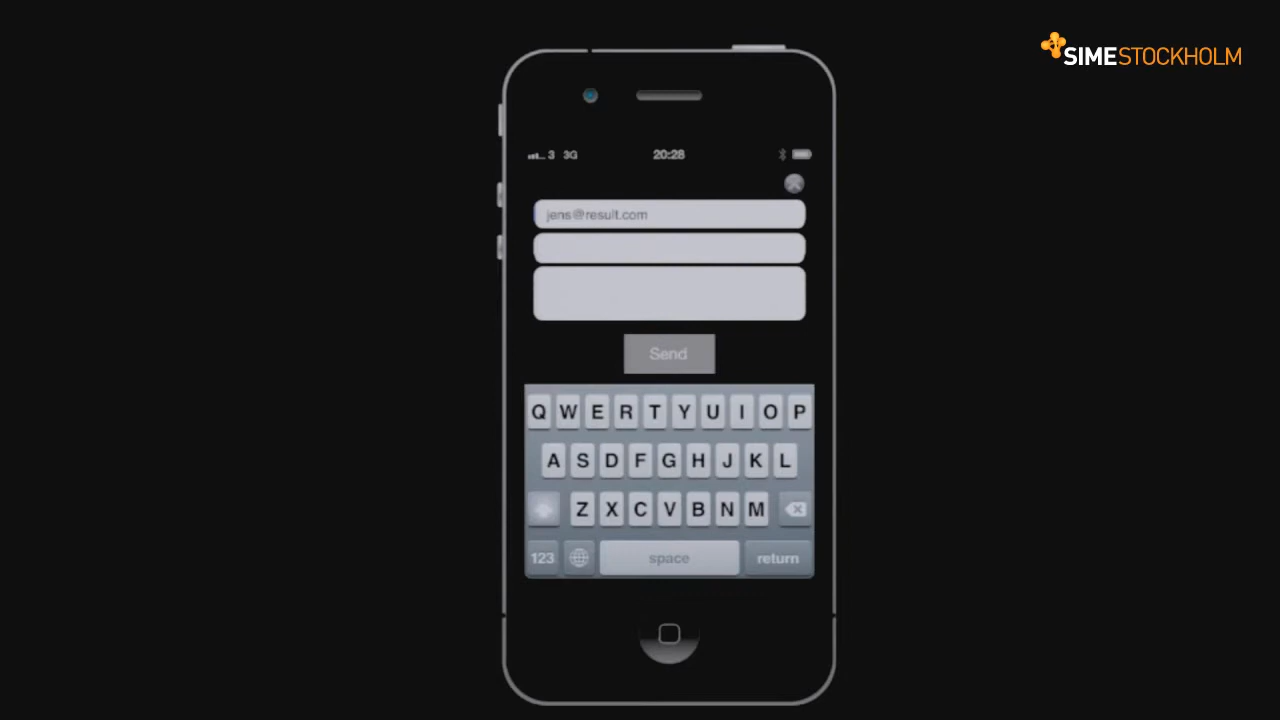 SIMESTOCKHOLM
3 3G 20:28
jens@result.com
Send
Q W E R T Y U I O P
A S D F G H J K L
Z X C V B N M
123 space return